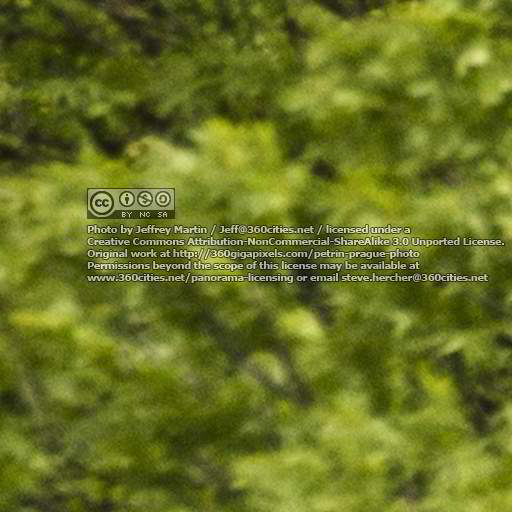 cc
BY NC SA
Photo by Jeffrey Martin / Jeff@360cities.net / licensed under a
Creative Commons Attribution-NonCommercial-ShareAlike 3.0 Unported License.
Original work at http://360gigapixels.com/petrin-prague-photo
Permissions beyond the scope of this license may be available at
www.360cities.net/panorama-licensing or email steve.hercher@360cities.net